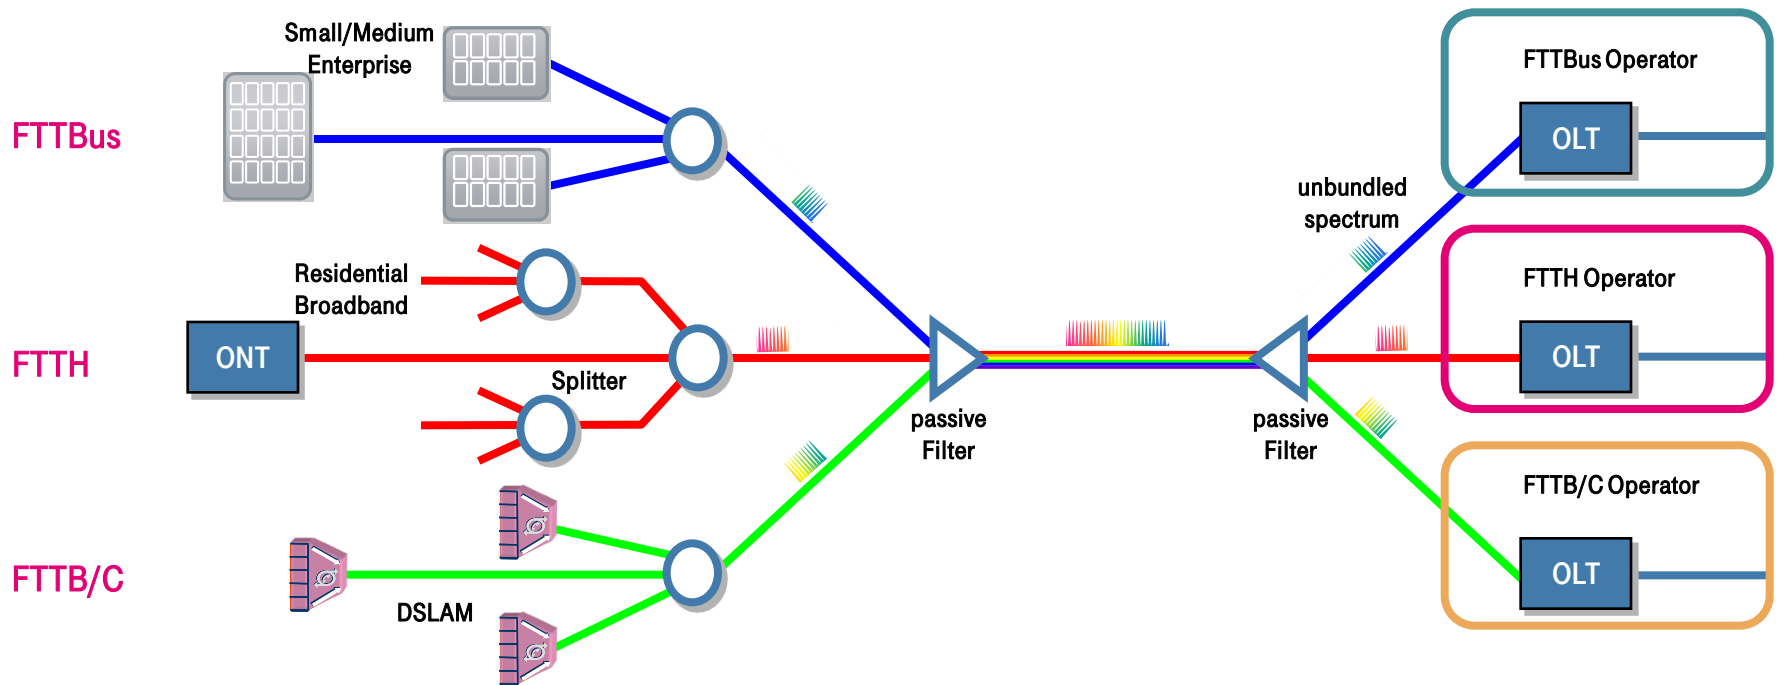 Small/Medium
Enterprise
FTTBus Operator
FTTBus
OLT
unbundled
spectrum
Residential
Broadband
FTTH Operator
FTTH
ONT
Splitter
OLT
passive
Filter
passive
Filter
FTTB/C Operator
FTTB/C
DSLAM
OLT